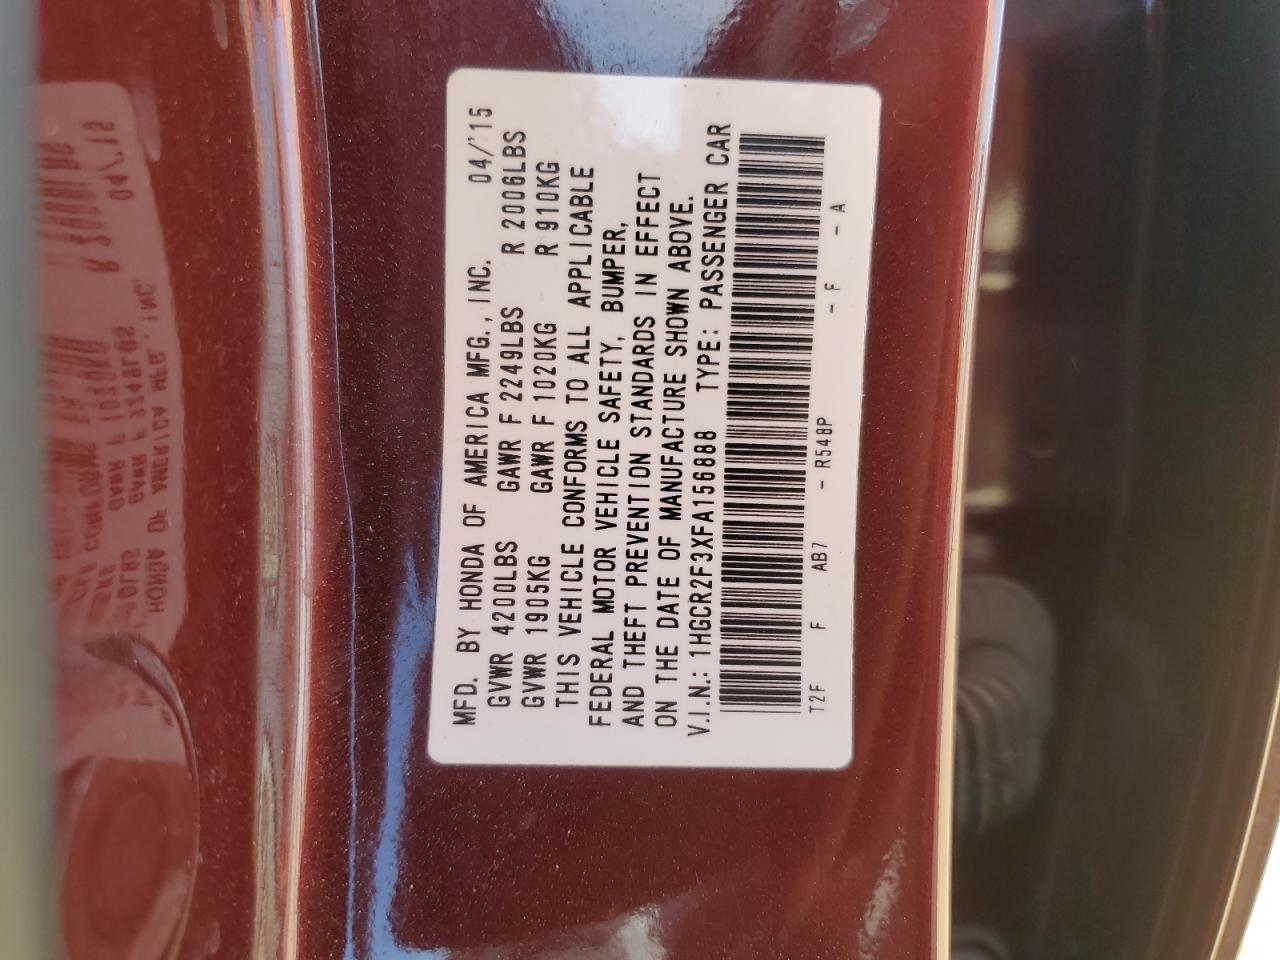 MFD. BY HONDA OF AMERICA MFG., INC. 04/'15
GVWR 4200LBS GAWR F 2249LBS R 2006LBS
GVWR 1905KG GAWR F 1020KG R 910KG
THIS VEHICLE CONFORMS TO ALL APPLICABLE
FEDERAL MOTOR VEHICLE SAFETY, BUMPER,
AND THEFT PREVENTION STANDARDS IN EFFECT
ON THE DATE OF MANUFACTURE SHOWN ABOVE.
V.I.N.: 1HGCR2F3XFA156888 TYPE: PASSENGER CAR
T2F F AB7 - R548P - F - A